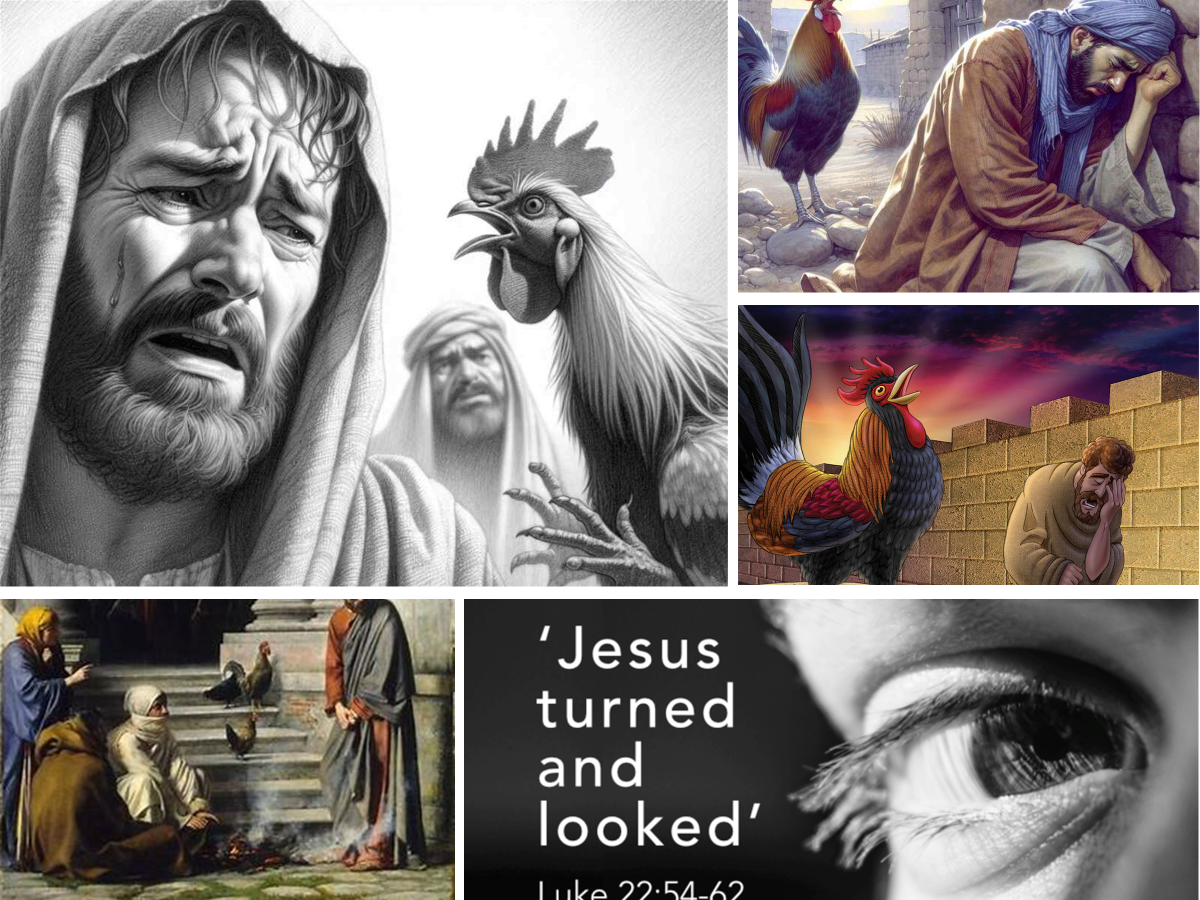 ‘Jesus
turned
and
looked’
Luke 22:54-62